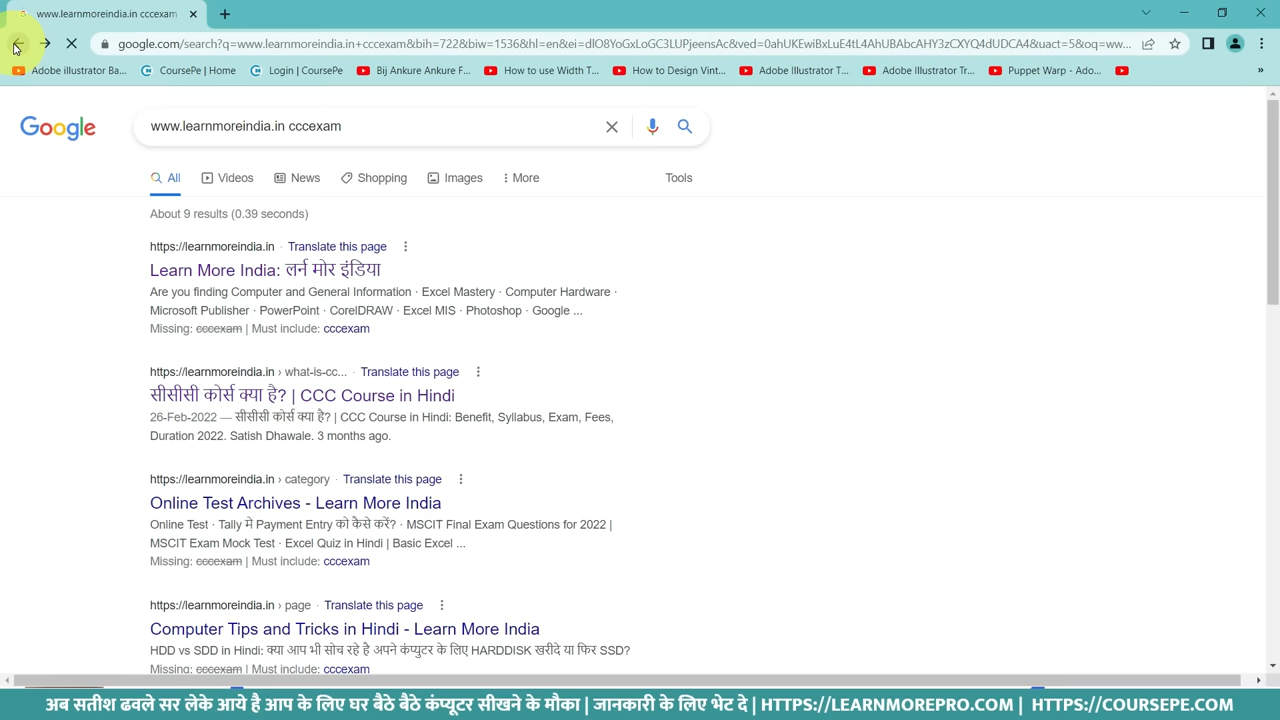 www.learnmoreindia.in cccexam
google.com/search?q=www.learnmoreindia.in+cccexam&bih=722&biw=1536&hl=en&ei=dlO8YoGxLoGC3LUPjeensAc&ved=0ahUKEwiBxLuE4tL4AhUBAbcAHY3zCXYQ4dUDCA4&uact=5&oq=ww...
Adobe illustrator Ba...
CoursePe | Home
Login | CoursePe
Bij Ankure Ankure F...
How to use Width T...
How to Design Vint...
Adobe Illustrator T...
Adobe Illustrator Tr...
Puppet Warp - Ado...
»
Google
www.learnmoreindia.in cccexam
All Videos News Shopping Images More Tools
About 9 results (0.39 seconds)
https://learnmoreindia.in · Translate this page
Learn More India: लर्न मोर इंडिया
Are you finding Computer and General Information · Excel Mastery · Computer Hardware ·
Microsoft Publisher · PowerPoint · CorelDRAW · Excel MIS · Photoshop · Google ...
Missing: cccexam | Must include: cccexam
https://learnmoreindia.in › what-is-cc... · Translate this page
सीसीसी कोर्स क्या है? | CCC Course in Hindi
26-Feb-2022 — सीसीसी कोर्स क्या है? | CCC Course in Hindi: Benefit, Syllabus, Exam, Fees,
Duration 2022. Satish Dhawale. 3 months ago.
https://learnmoreindia.in › category · Translate this page
Online Test Archives - Learn More India
Online Test · Tally मे Payment Entry को कैसे करें? · MSCIT Final Exam Questions for 2022 |
MSCIT Exam Mock Test · Excel Quiz in Hindi | Basic Excel ...
Missing: cccexam | Must include: cccexam
https://learnmoreindia.in › page · Translate this page
Computer Tips and Tricks in Hindi - Learn More India
HDD vs SDD in Hindi: क्या आप भी सोच रहे है अपने कंप्युटर के लिए HARDDISK खरीदे या फिर SSD?
Missing: cccexam | Must include: cccexam
अब सतीश ढवले सर लेके आये है आप के लिए घर बैठे बैठे कंप्यूटर सीखने के मौका | जानकारी के लिए भेट दे | HTTPS://LEARNMOREPRO.COM | HTTPS://COURSEPE.COM